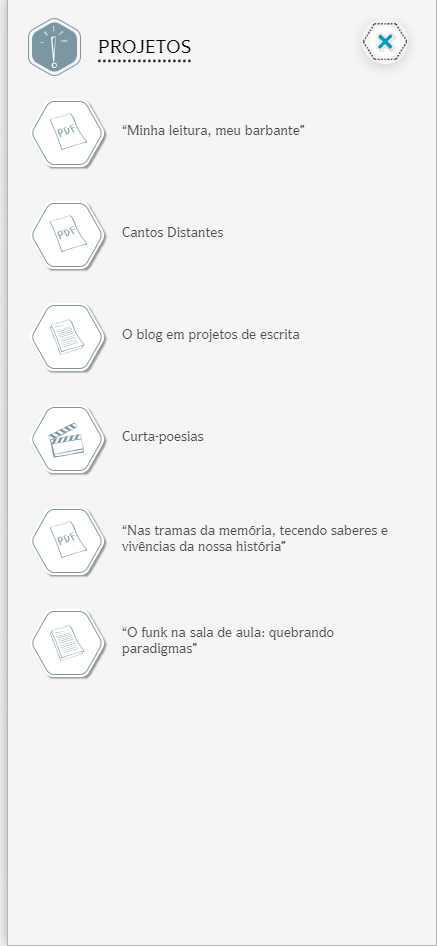 PROJETOS
PDF
“Minha leitura, meu barbante”
PDF
Cantos Distantes
O blog em projetos de escrita
Curta-poesias
PDF
“Nas tramas da memória, tecendo saberes e
vivências da nossa história”
“O funk na sala de aula: quebrando
paradigmas”